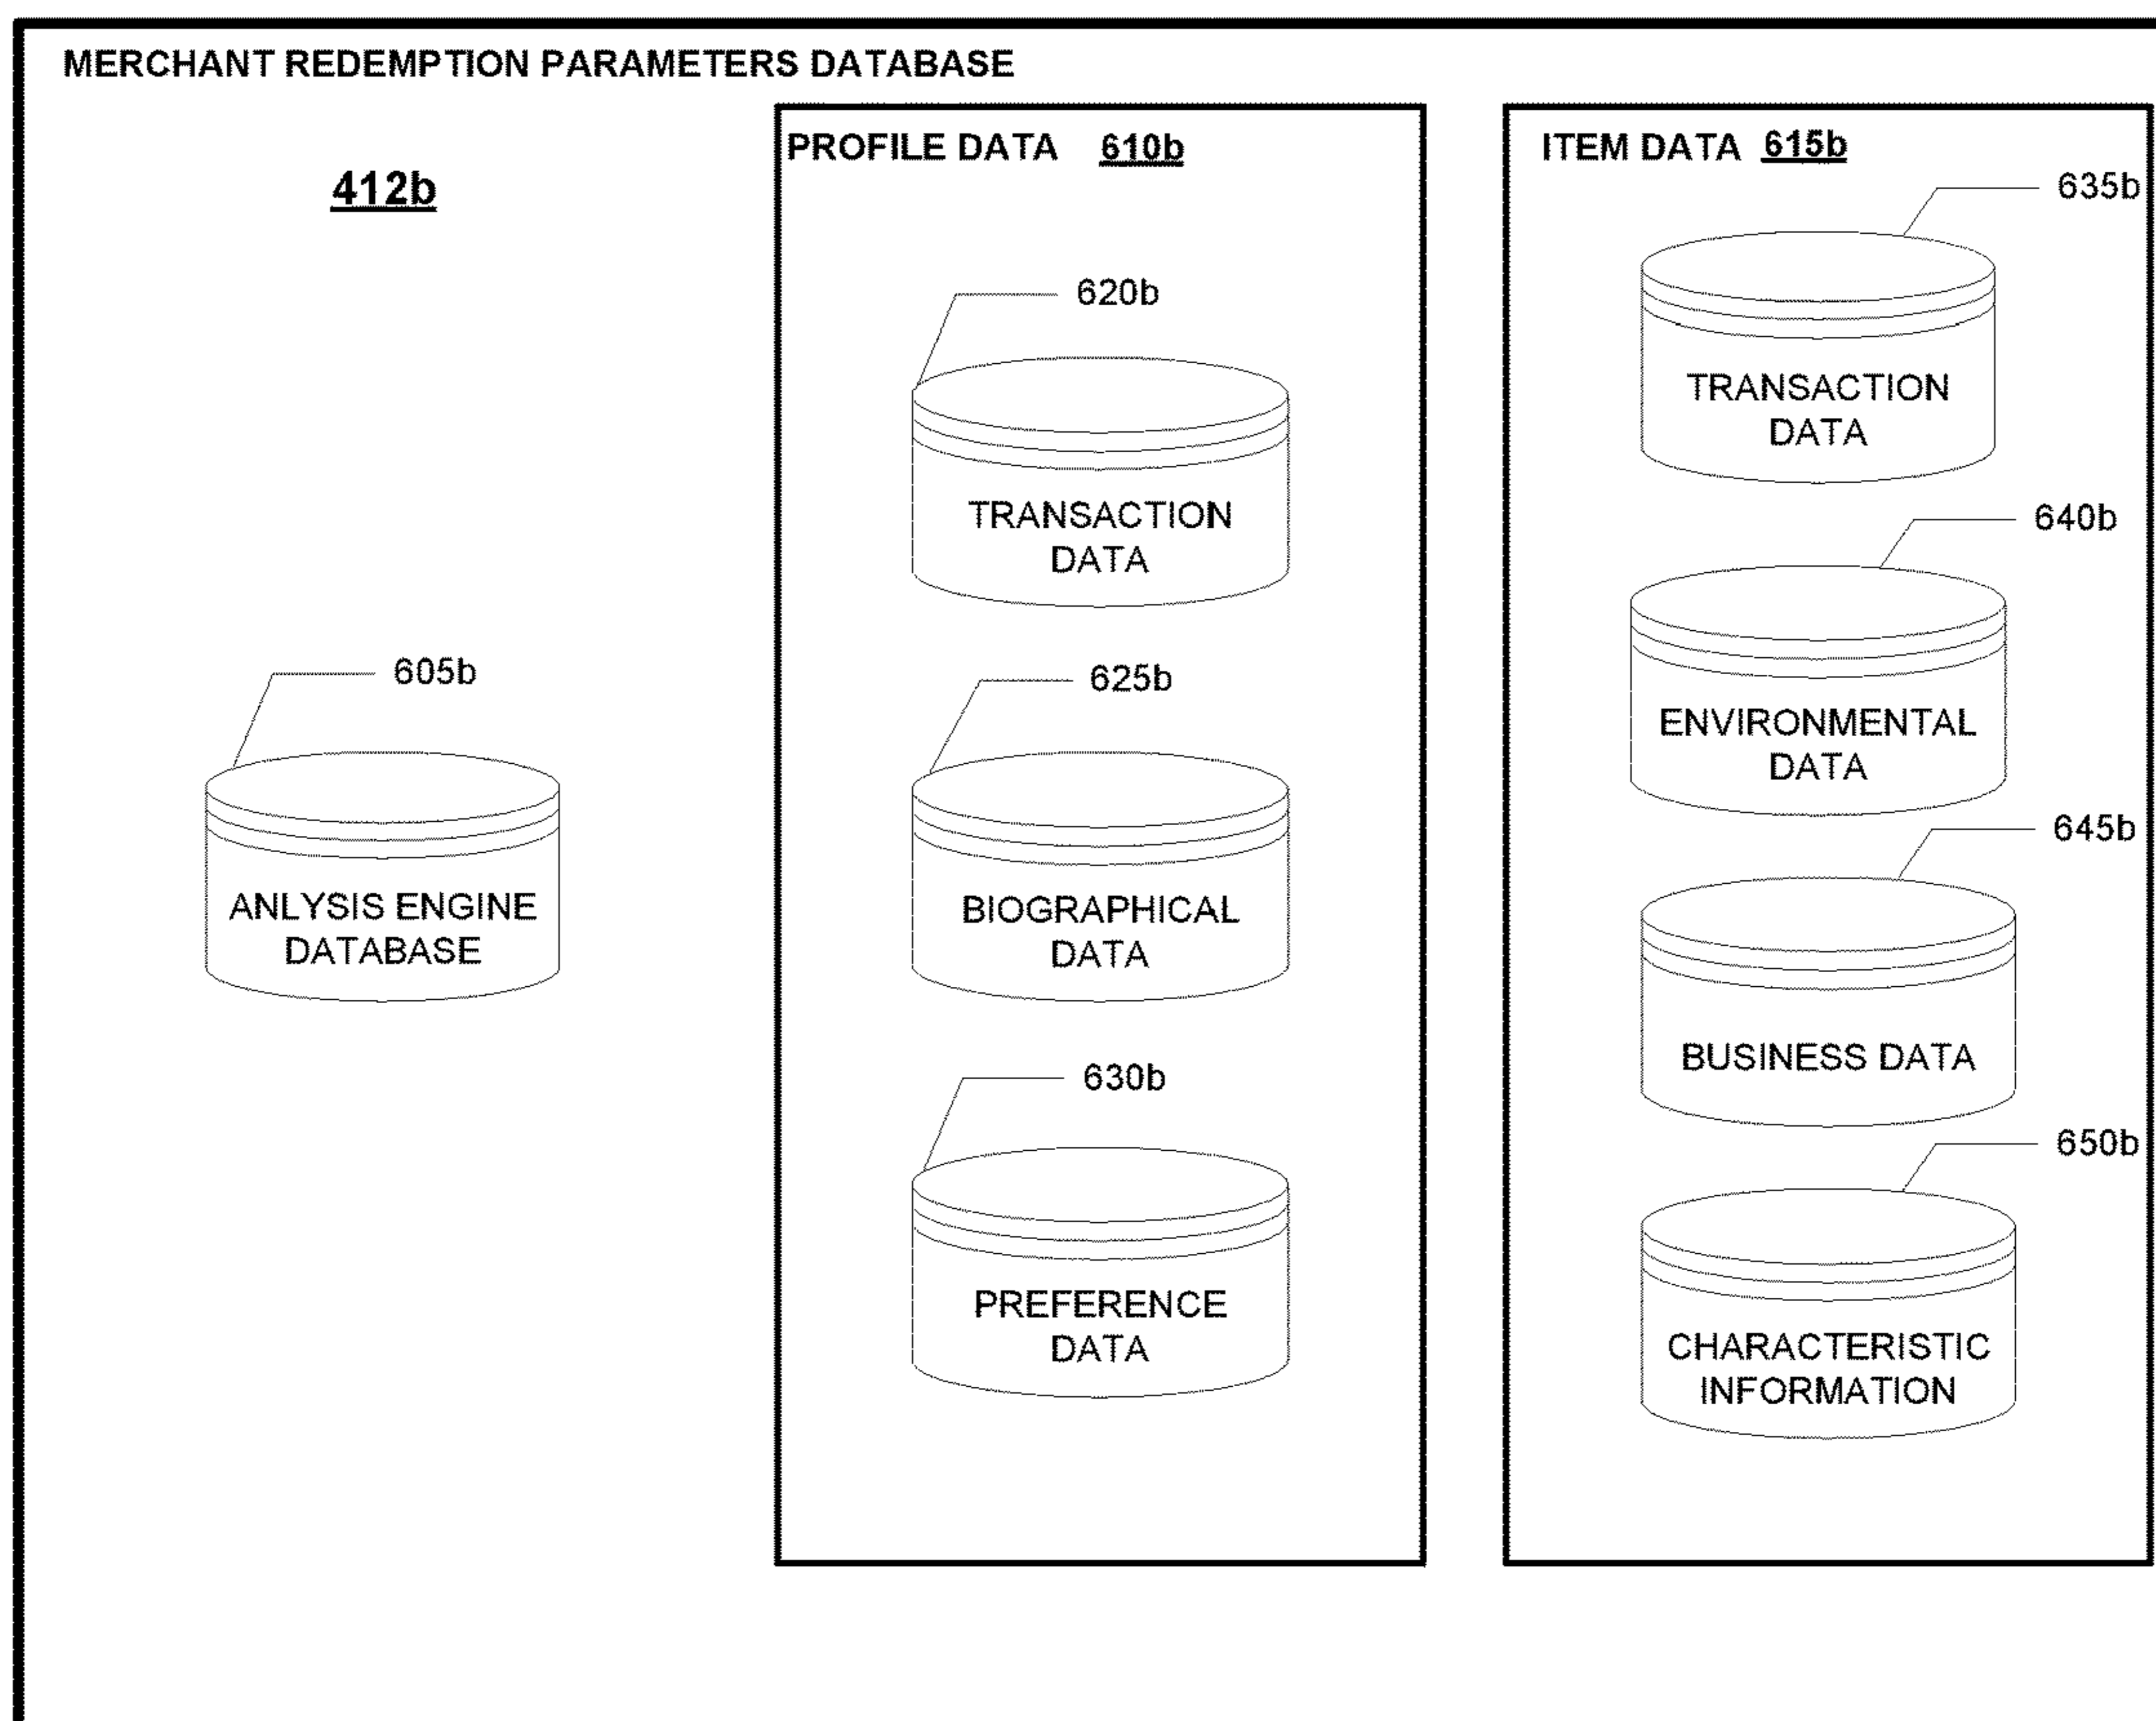 MERCHANT REDEMPTION PARAMETERS DATABASE
412b
605b
ANLYSIS ENGINE
DATABASE
PROFILE DATA 610b
620b
TRANSACTION
DATA
625b
BIOGRAPHICAL
DATA
630b
PREFERENCE
DATA
ITEM DATA 615b
635b
TRANSACTION
DATA
640b
ENVIRONMENTAL
DATA
645b
BUSINESS DATA
650b
CHARACTERISTIC
INFORMATION